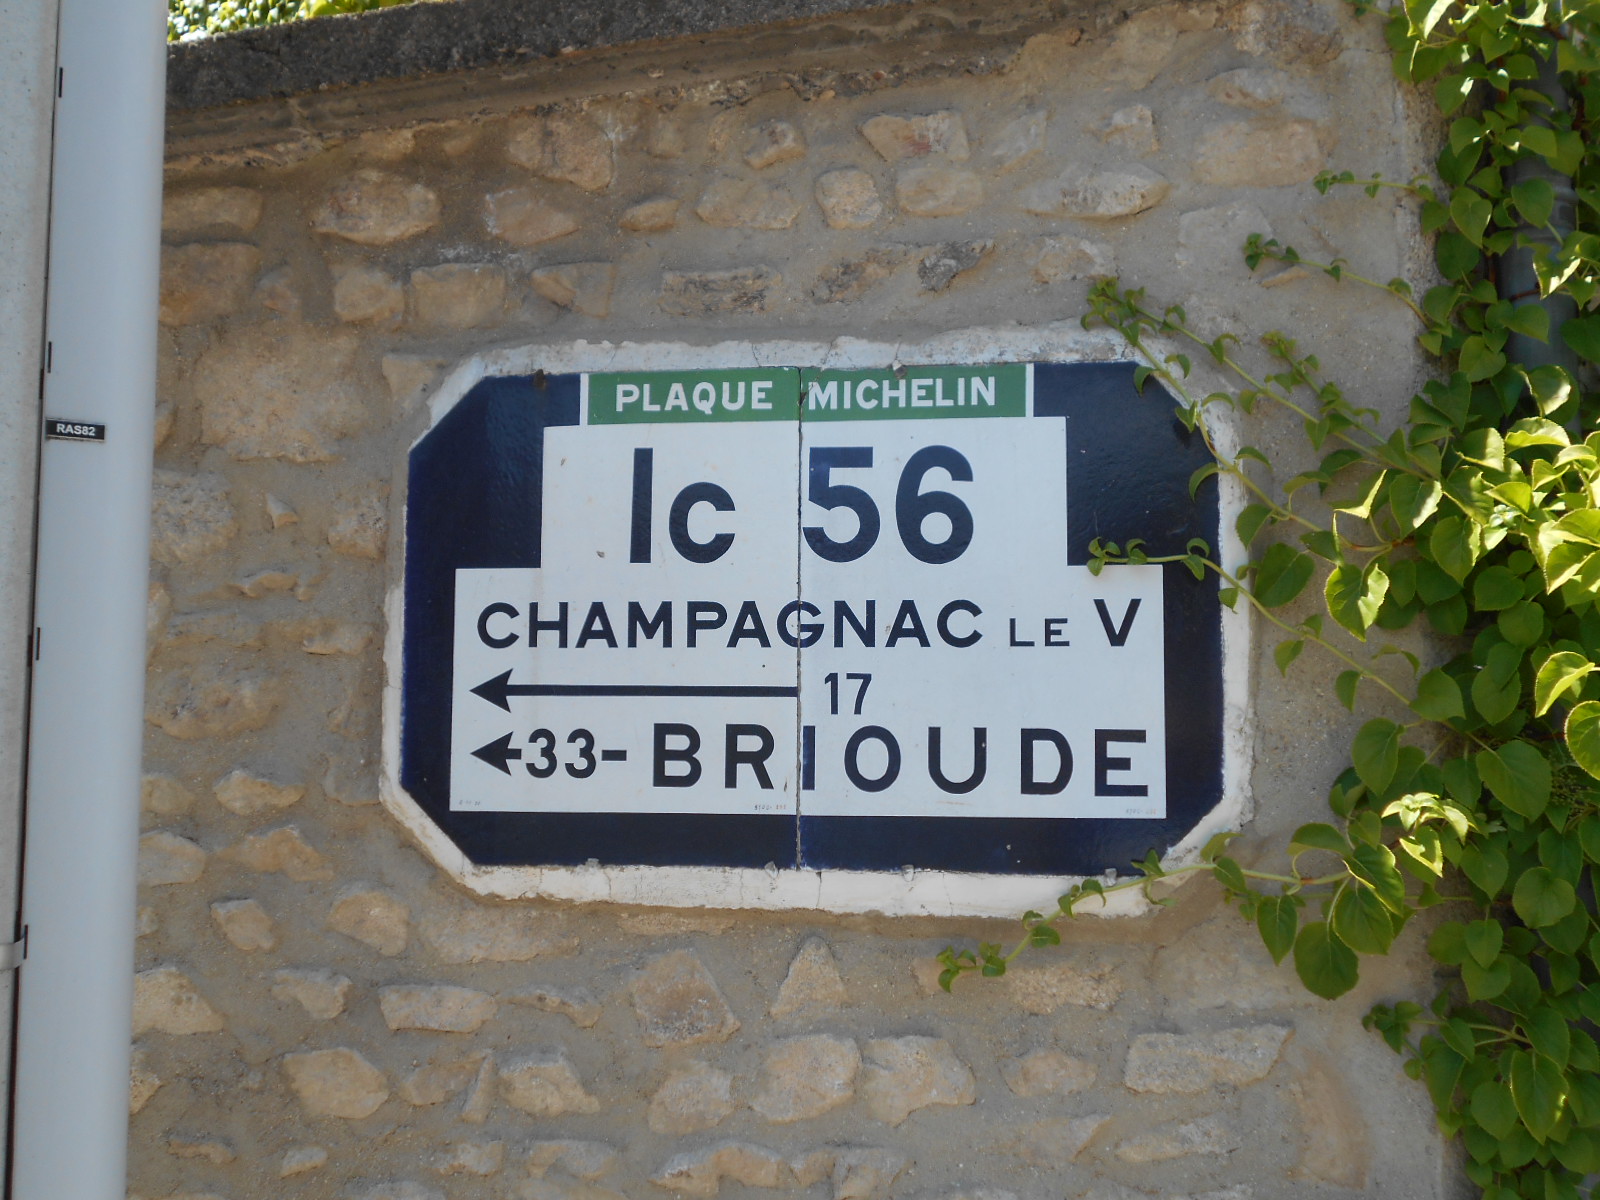 PLAQUE MICHELIN
Ic 56
CHAMPAGNAC LE V
17
33- BRIOUDE
RAS82